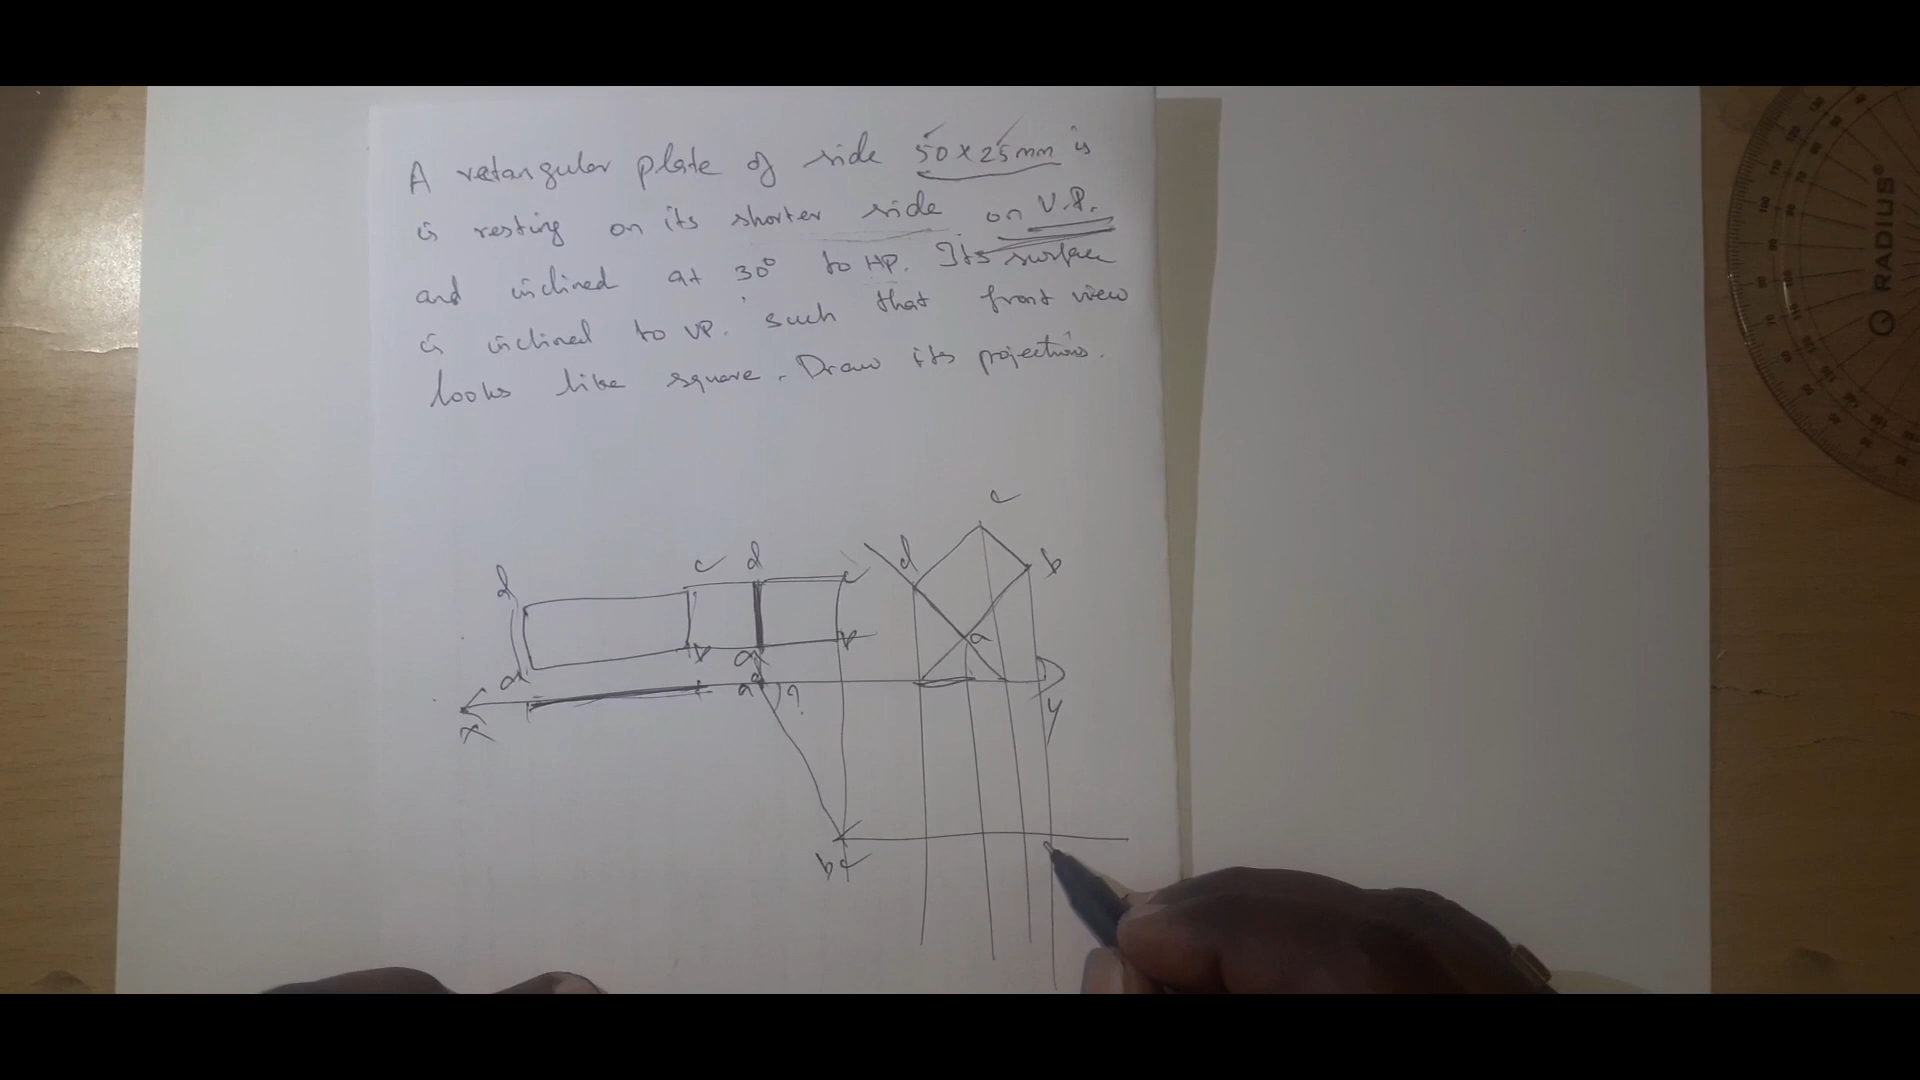 A retangular plate of side 50 x 25 mm is
is resting on its shorter side on V.P.
and inclined at 30° to HP. Its surface
is inclined to VP. such that front view
looks like square. Draw its projections.
c
d c d c d b
a b a b a
a d ?
x y
b c
RADIUS